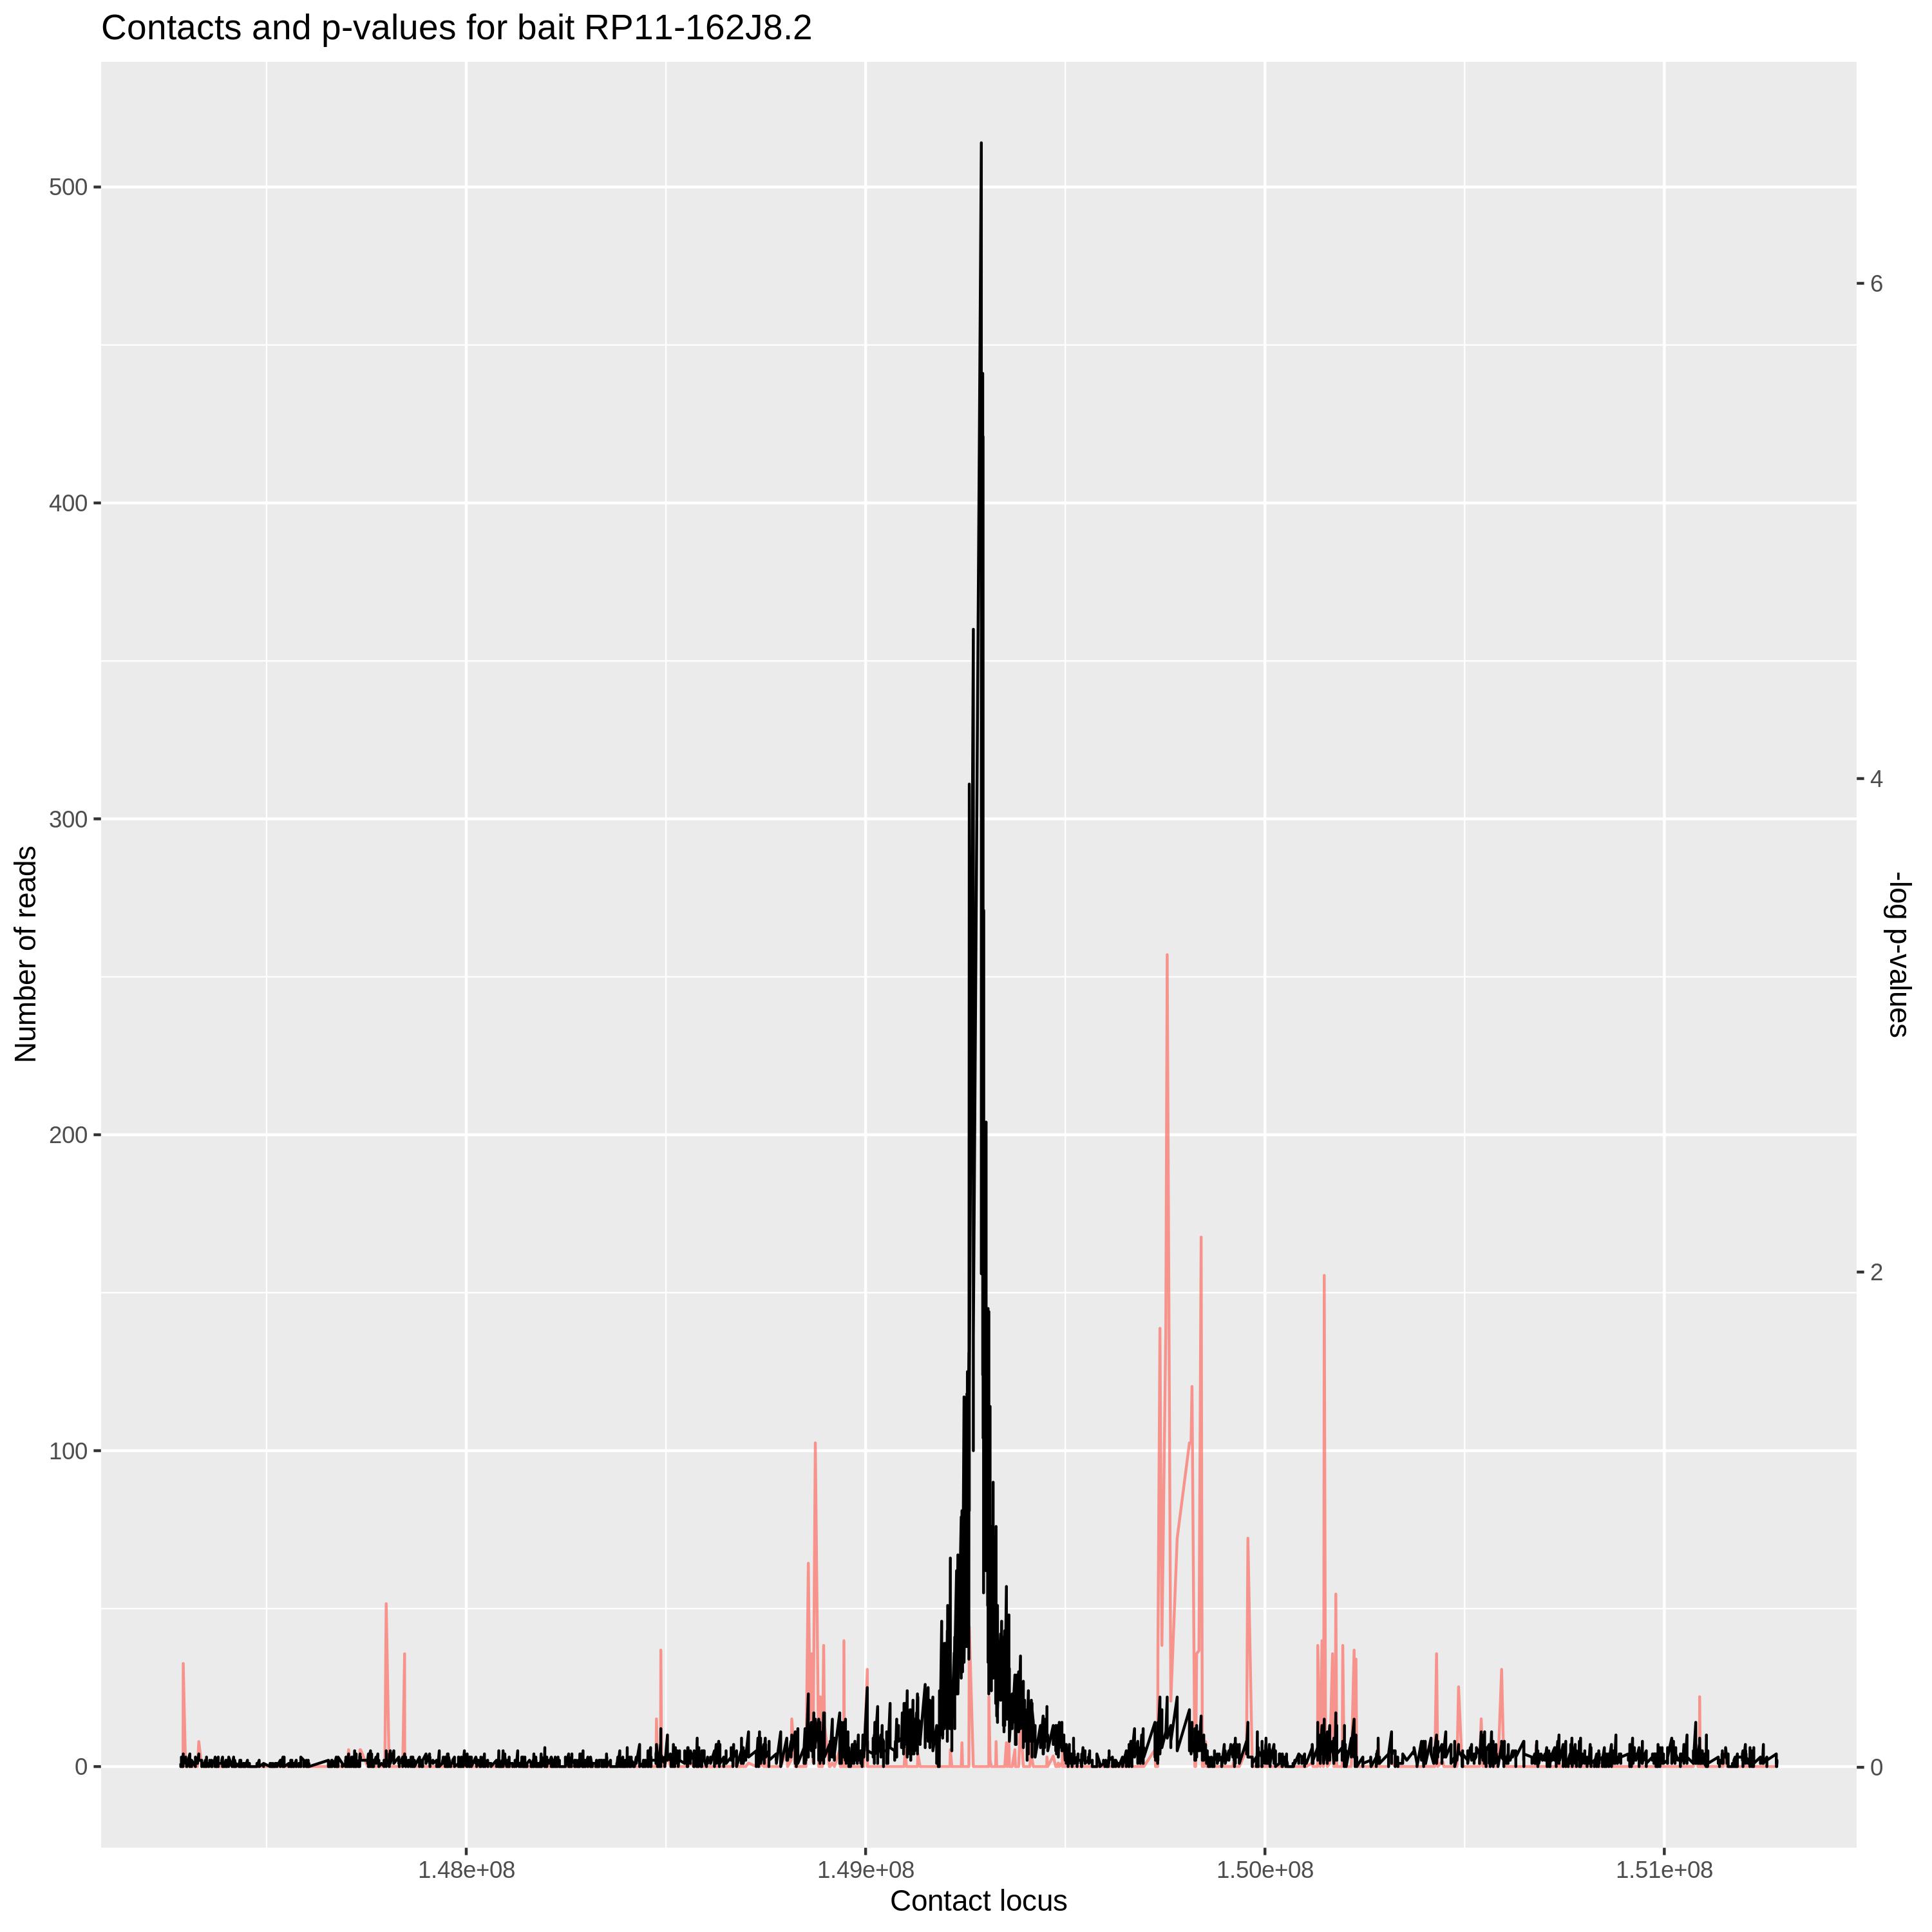 Contacts and p-values for bait RP11-162J8.2
500
400
300
200
100
0
Number of reads
6
4
2
0
-log p-values
1.48e+08
1.49e+08
1.50e+08
1.51e+08
Contact locus